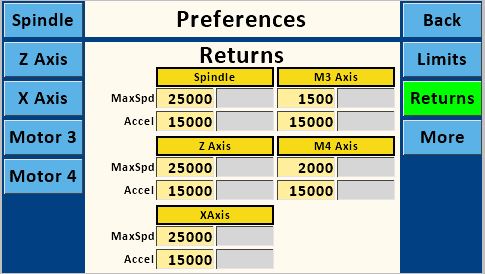 Spindle Preferences Back
Z Axis Returns Limits
X Axis Returns
Motor 3 More
Motor 4
Spindle M3 Axis
MaxSpd 25000 1500
Accel 15000 15000
Z Axis M4 Axis
MaxSpd 25000 2000
Accel 15000 15000
XAxis
MaxSpd 25000
Accel 15000